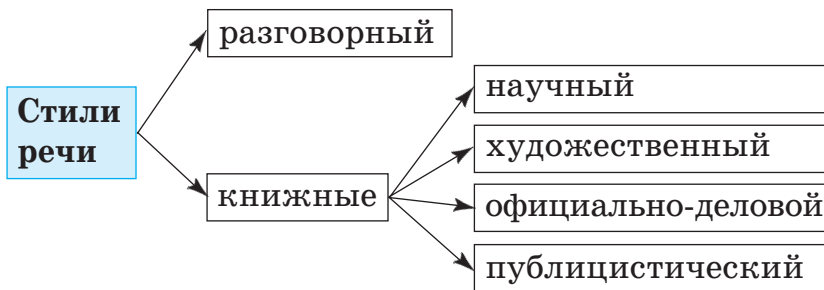 Стили
речи
разговорный
книжные
научный
художественный
официально-деловой
публицистический